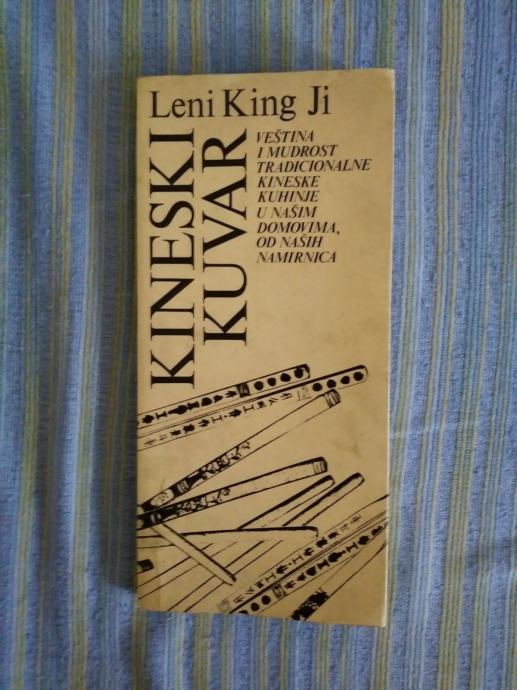 Leni King Ji
KINESKI
KUVAR
VEŠTINA
I MUDROST
TRADICIONALNE
KINESKE
KUHINJE
U NAŠIM
DOMOVIMA,
OD NAŠIH
NAMIRNICA